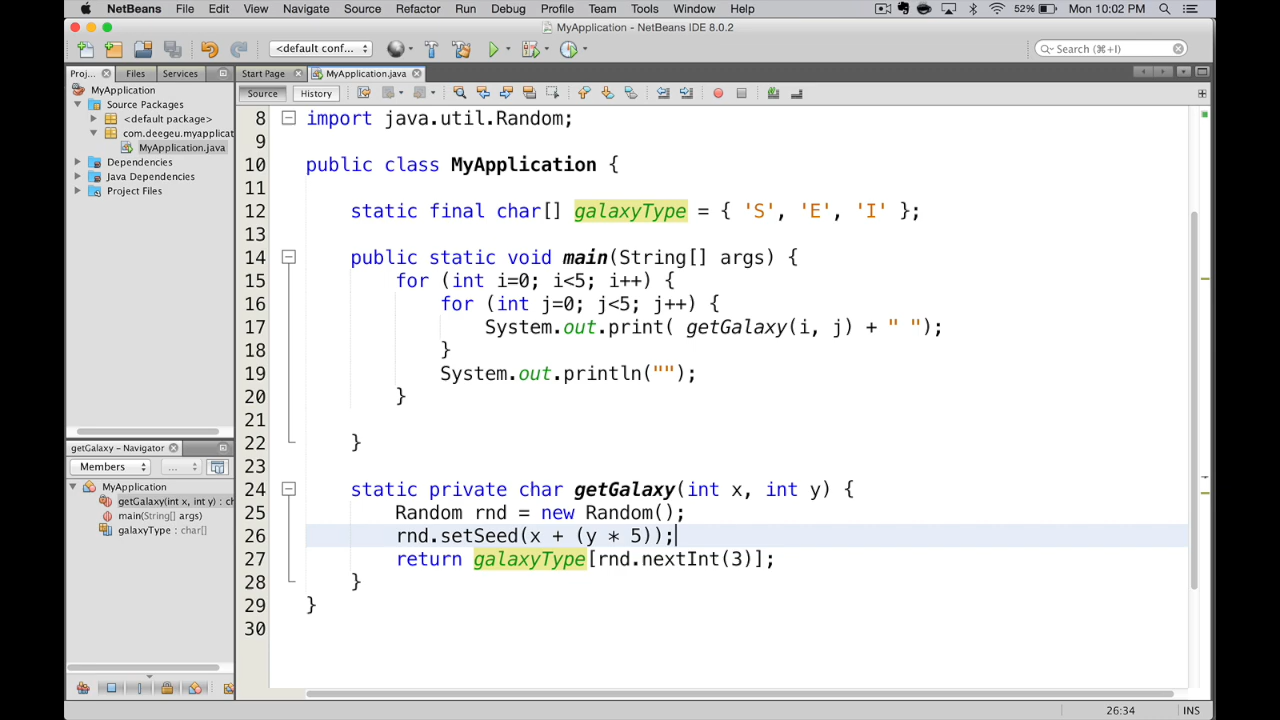 NetBeans File Edit View Navigate Source Refactor Run Debug Profile Team Tools Window Help 52% Mon 10:02 PM
MyApplication - NetBeans IDE 8.0.2
<default conf... Search (⌘+I)
Proj... Files Services Start Page MyApplication.java
Source History
MyApplication
Source Packages
<default package>
com.deegeu.myapplicat
MyApplication.java
Dependencies
Java Dependencies
Project Files
getGalaxy - Navigator
Members ...
MyApplication
getGalaxy(int x, int y) : ch
main(String[] args)
galaxyType : char[]
8 import java.util.Random;
9
10 public class MyApplication {
11
12 static final char[] galaxyType = { 'S', 'E', 'I' };
13
14 public static void main(String[] args) {
15 for (int i=0; i<5; i++) {
16 for (int j=0; j<5; j++) {
17 System.out.print( getGalaxy(i, j) + " ");
18 }
19 System.out.println("");
20 }
21
22 }
23
24 static private char getGalaxy(int x, int y) {
25 Random rnd = new Random();
26 rnd.setSeed(x + (y * 5));
27 return galaxyType[rnd.nextInt(3)];
28 }
29 }
30
26:34 INS